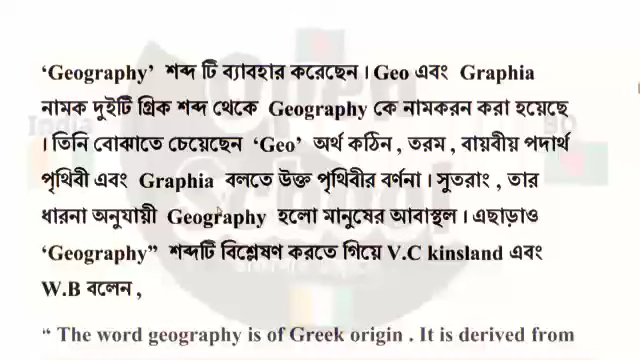 ‘Geography’ শব্দ টি ব্যাবহার করেছেন । Geo এবং Graphia
নামক দুইটি গ্রিক শব্দ থেকে Geography কে নামকরন করা হয়েছে
। তিনি বোঝাতে চেয়েছেন ‘Geo’ অর্থ কঠিন , তরম , বায়বীয় পদার্থ
পৃথিবী এবং Graphia বলতে উক্ত পৃথিবীর বর্ণনা । সুতরাং , তার
ধারনা অনুযায়ী Geography হলো মানুষের আবাস্থল । এছাড়াও
‘Geography” শব্দটি বিশ্লেষণ করতে গিয়ে V.C kinsland এবং
W.B বলেন ,
“ The word geography is of Greek origin . It is derived from